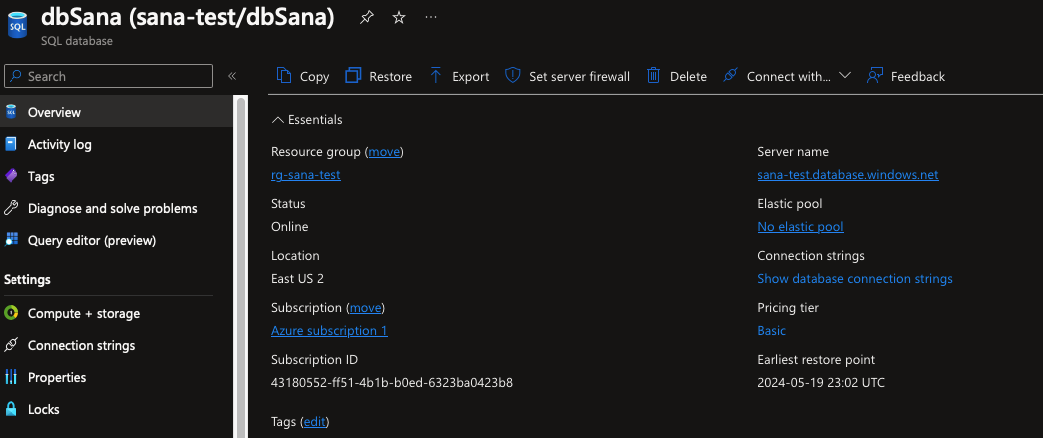 dbSana (sana-test/dbSana)
SQL database
Search
Overview
Activity log
Tags
Diagnose and solve problems
Query editor (preview)
Settings
Compute + storage
Connection strings
Properties
Locks
Copy Restore Export Set server firewall Delete Connect with... Feedback
Essentials
Resource group (move)
rg-sana-test
Status
Online
Location
East US 2
Subscription (move)
Azure subscription 1
Subscription ID
43180552-ff51-4b1b-b0ed-6323ba0423b8
Tags (edit)
Server name
sana-test.database.windows.net
Elastic pool
No elastic pool
Connection strings
Show database connection strings
Pricing tier
Basic
Earliest restore point
2024-05-19 23:02 UTC